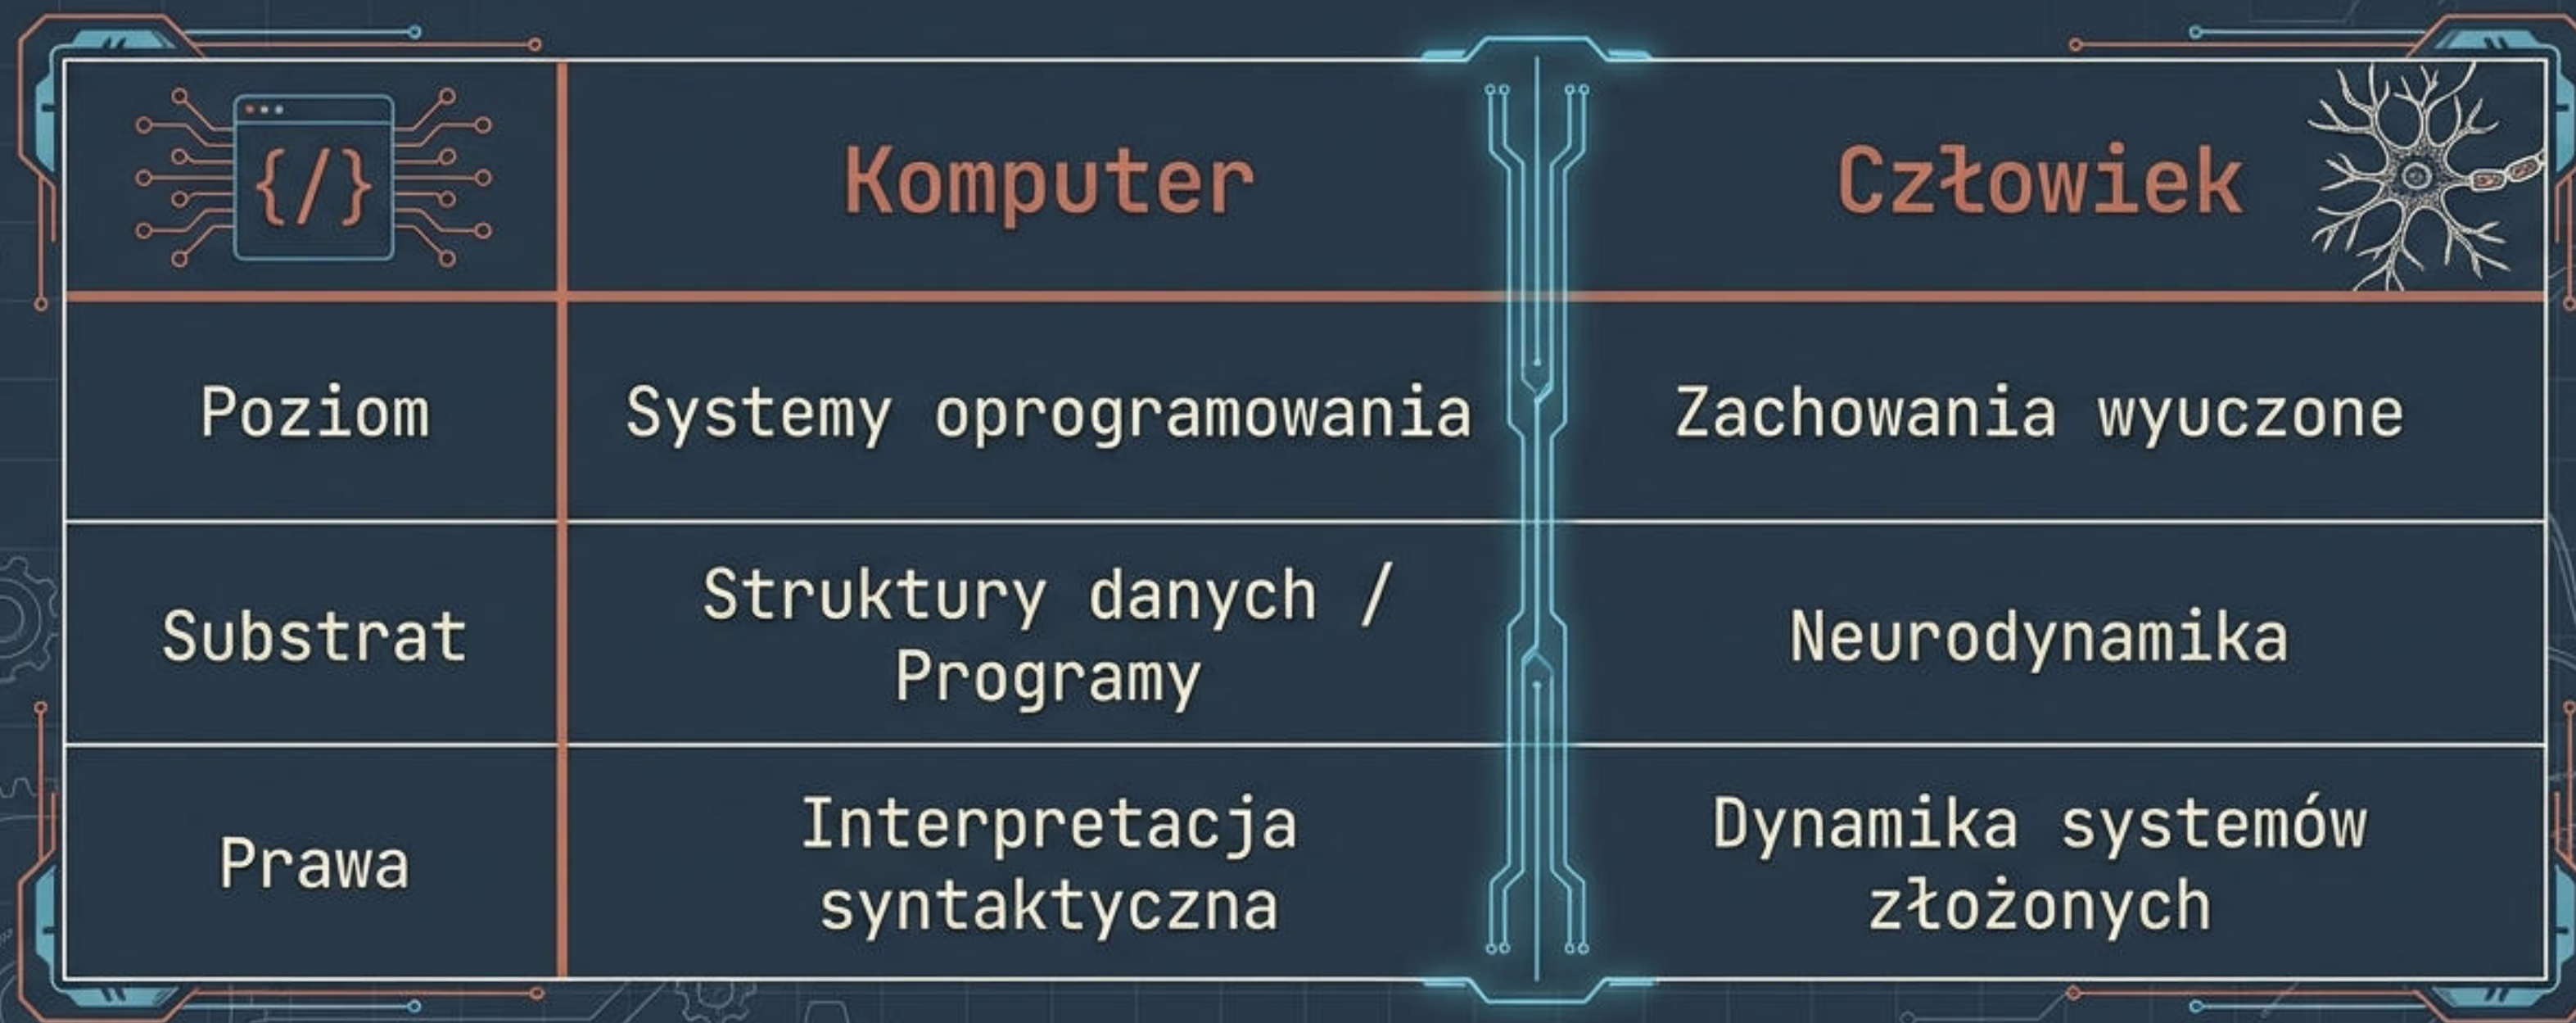 {/}
Komputer
Człowiek
Poziom
Systemy oprogramowania
Zachowania wyuczone
Substrat
Struktury danych /
Programy
Neurodynamika
Prawa
Interpretacja
syntaktyczna
Dynamika systemów
złożonych